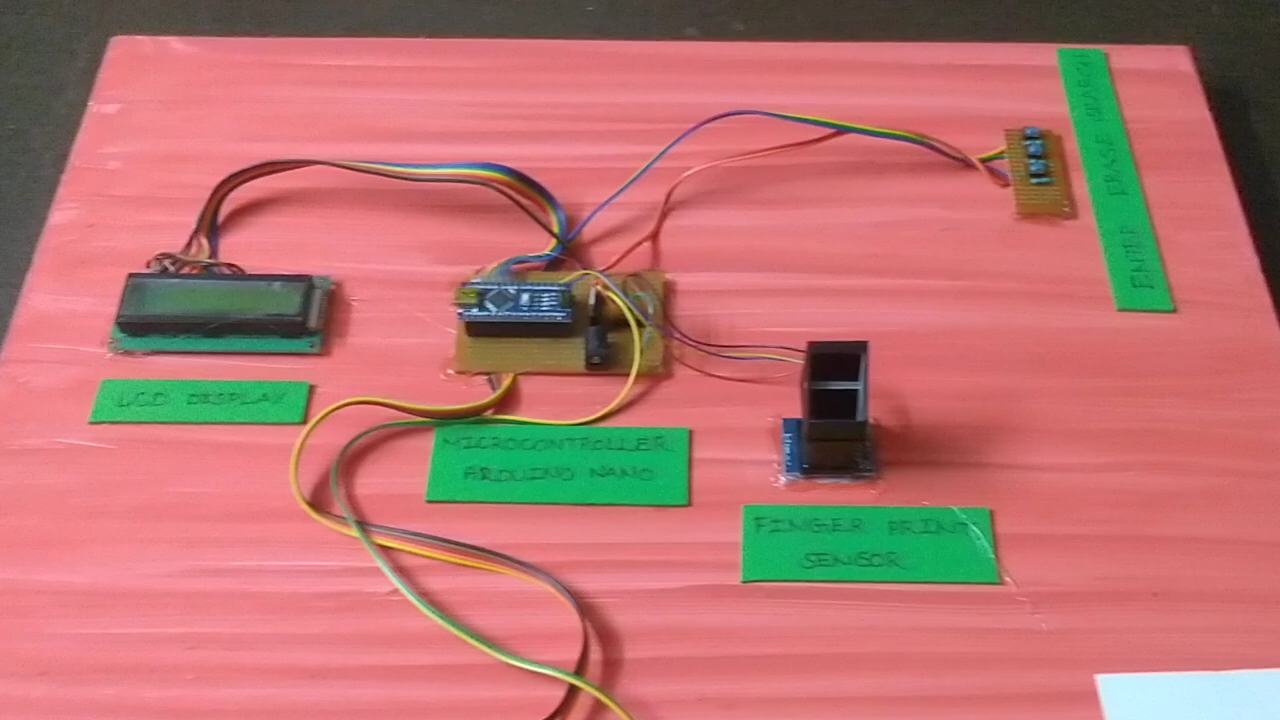 LCD DISPLAY
MICROCONTROLLER
ARDUINO NANO
FINGER PRINT
SENSOR
ENTER ERASE SEARCH